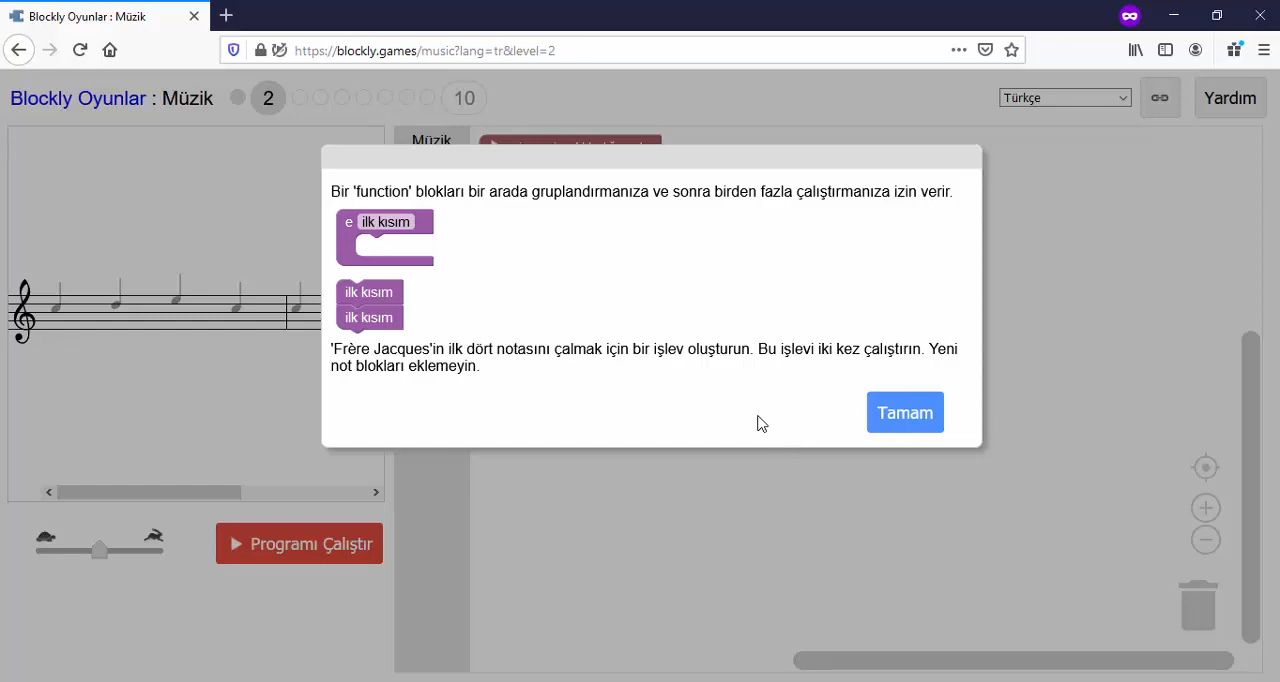 Blockly Oyunlar : Müzik
https://blockly.games/music?lang=tr&level=2
Blockly Oyunlar : Müzik
2
10
Türkçe
Yardım
Müzik
Bir 'function' blokları bir arada gruplandırmanıza ve sonra birden fazla çalıştırmanıza izin verir.
e ilk kısım
ilk kısım
ilk kısım
'Frère Jacques'in ilk dört notasını çalmak için bir işlev oluşturun. Bu işlevi iki kez çalıştırın. Yeni
not blokları eklemeyin.
Tamam
Programı Çalıştır